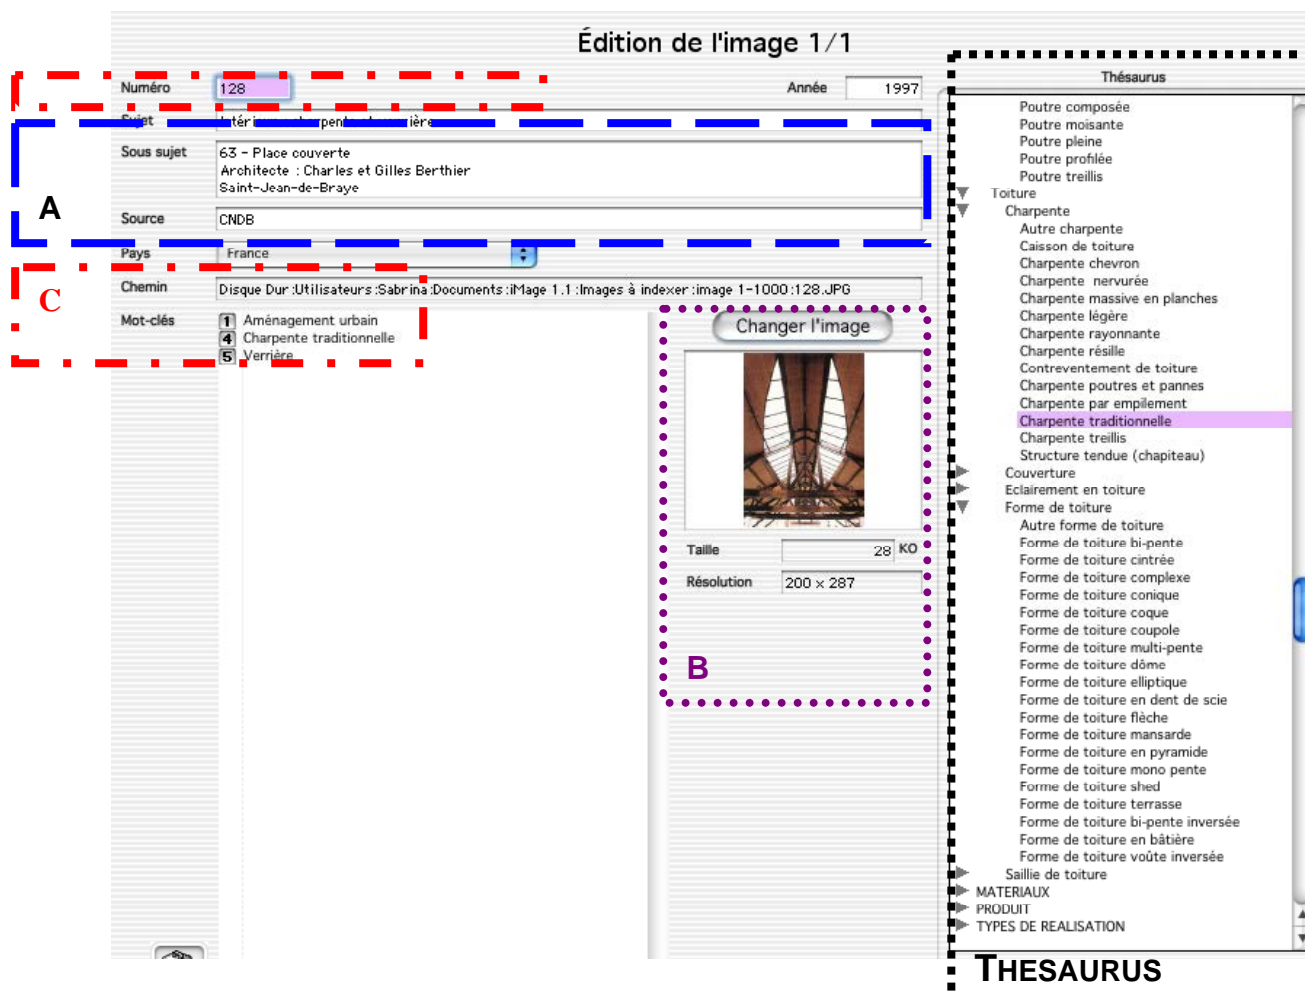 Édition de l'image 1/1
Numéro 128 Année 1997
Sujet Intérieur charpente et verrière
Sous sujet 63 - Place couverte
Architecte : Charles et Gilles Berthier
Saint-Jean-de-Braye
A
Source CNDB
Pays France
C
Chemin Disque Dur :Utilisateurs :Sabrina :Documents :iMage 1.1 :Images à indexer :image 1-1000 :128.JPG
Mot-clés 1 Aménagement urbain
4 Charpente traditionnelle
5 Verrière
Changer l'image
Taille 28 KO
Résolution 200 x 287
B
Thésaurus
Poutre composée
Poutre moisante
Poutre pleine
Poutre profilée
Poutre treillis
Toiture
Charpente
Autre charpente
Caisson de toiture
Charpente chevron
Charpente nervurée
Charpente massive en planches
Charpente légère
Charpente rayonnante
Charpente résille
Contreventement de toiture
Charpente poutres et pannes
Charpente par empilement
Charpente traditionnelle
Charpente treillis
Structure tendue (chapiteau)
Couverture
Eclairement en toiture
Forme de toiture
Autre forme de toiture
Forme de toiture bi-pente
Forme de toiture cintrée
Forme de toiture complexe
Forme de toiture conique
Forme de toiture coque
Forme de toiture coupole
Forme de toiture multi-pente
Forme de toiture dôme
Forme de toiture elliptique
Forme de toiture en dent de scie
Forme de toiture flèche
Forme de toiture mansarde
Forme de toiture en pyramide
Forme de toiture mono pente
Forme de toiture shed
Forme de toiture terrasse
Forme de toiture bi-pente inversée
Forme de toiture en bâtière
Forme de toiture voûte inversée
Saillie de toiture
MATERIAUX
PRODUIT
TYPES DE REALISATION
THESAURUS